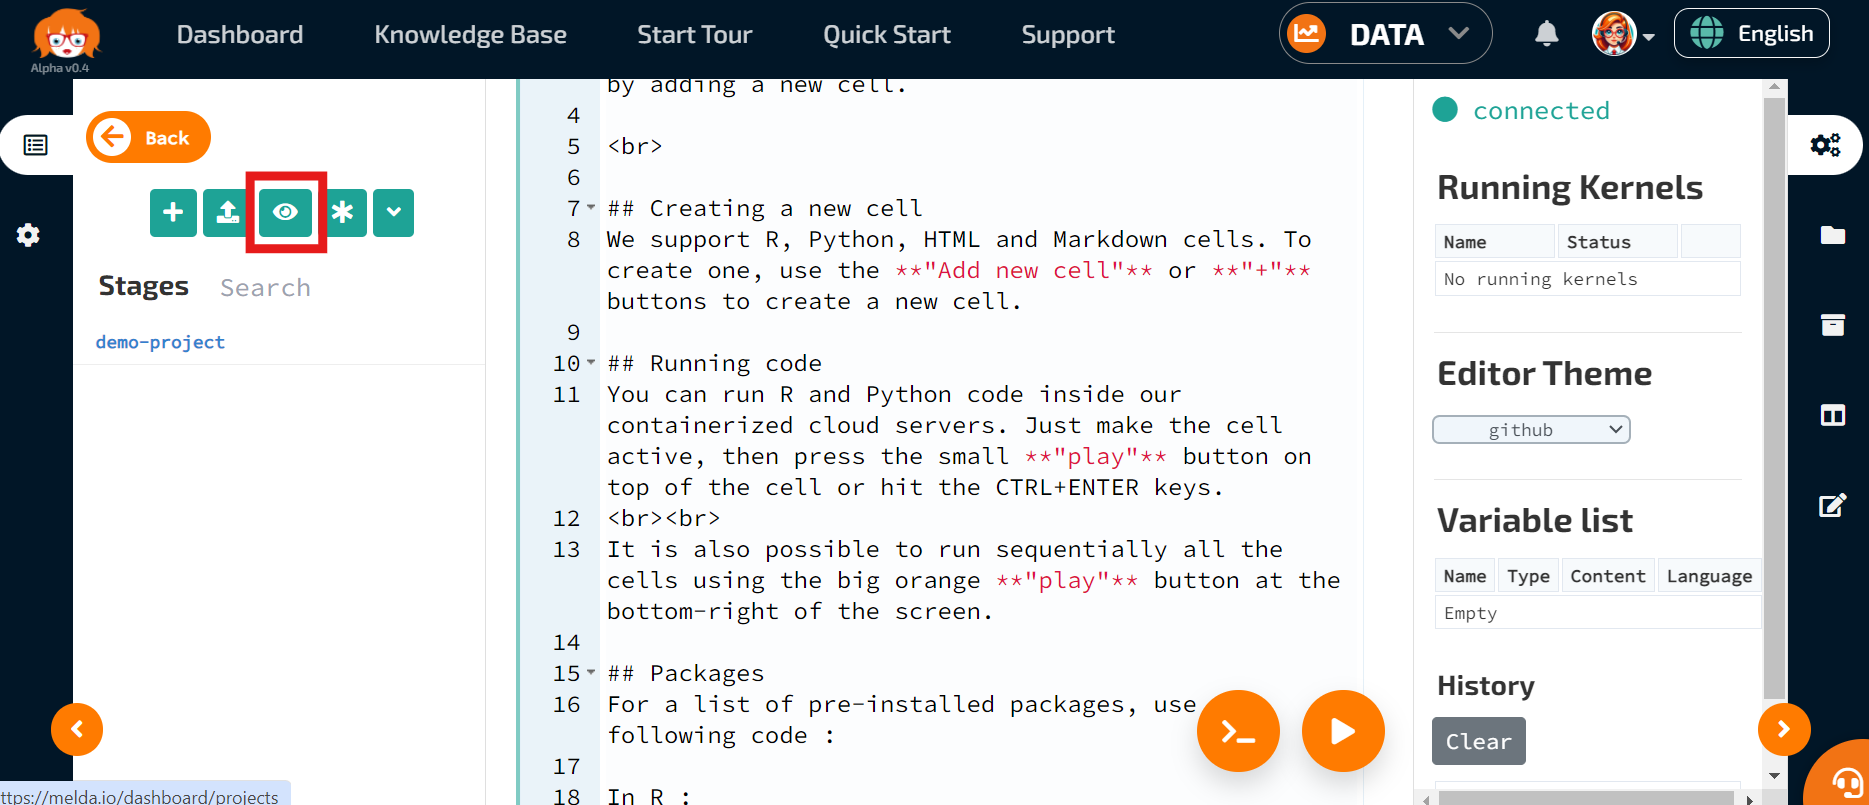 Alpha v0.4
Dashboard
Knowledge Base
Start Tour
Quick Start
Support
DATA
English
Back
Stages
Search
demo-project
by adding a new cell.
4
5 <br>
6
7 ## Creating a new cell
8 We support R, Python, HTML and Markdown cells. To
create one, use the **"Add new cell"** or **"+"**
buttons to create a new cell.
9
10 ## Running code
11 You can run R and Python code inside our
containerized cloud servers. Just make the cell
active, then press the small **"play"** button on
top of the cell or hit the CTRL+ENTER keys.
12 <br><br>
13 It is also possible to run sequentially all the
cells using the big orange **"play"** button at the
bottom-right of the screen.
14
15 ## Packages
16 For a list of pre-installed packages, use
following code :
17
18 In R :
connected
Running Kernels
Name Status
No running kernels
Editor Theme
github
Variable list
Name Type Content Language
Empty
History
Clear
ttps://melda.io/dashboard/projects